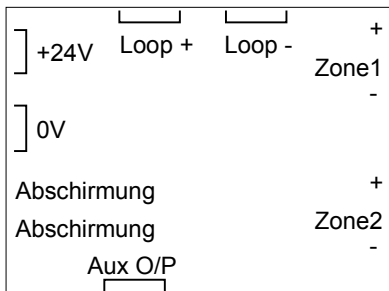 +24V Loop + Loop - +
Zone1
-
0V
Abschirmung +
Abschirmung Zone2
-
Aux O/P